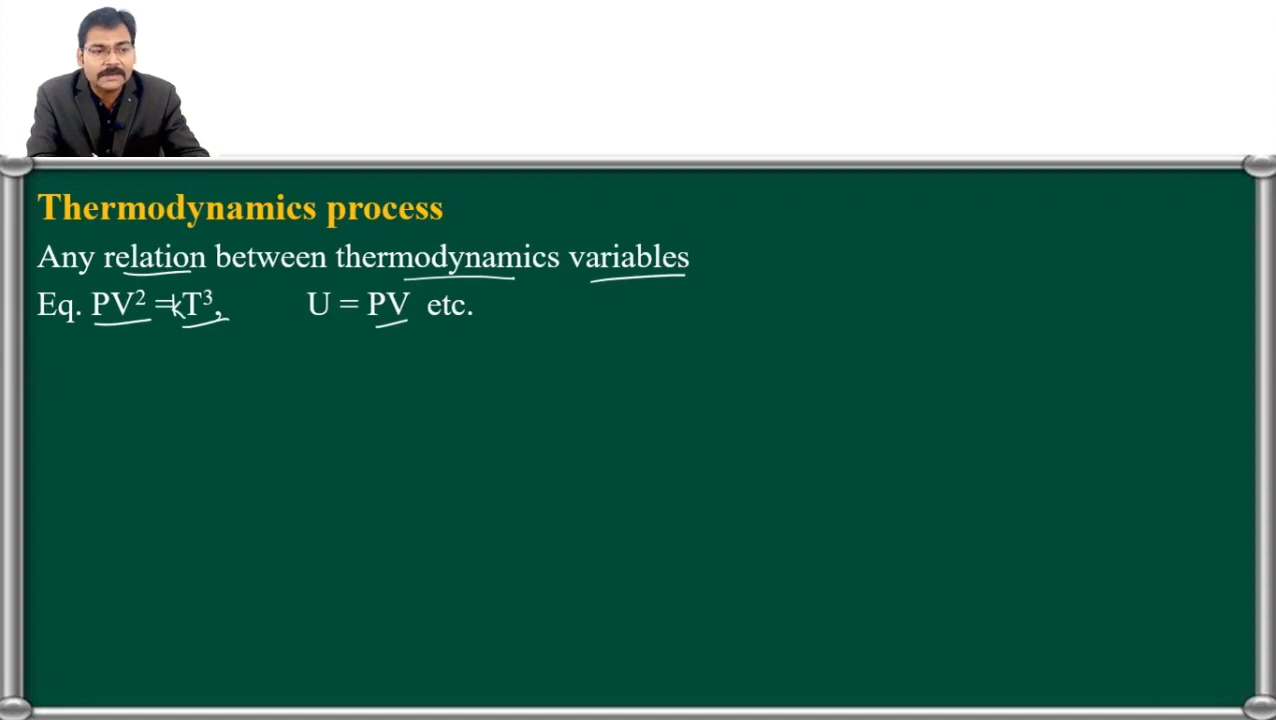 Thermodynamics process
Any relation between thermodynamics variables
Eq. PV² =kT³, U = PV etc.